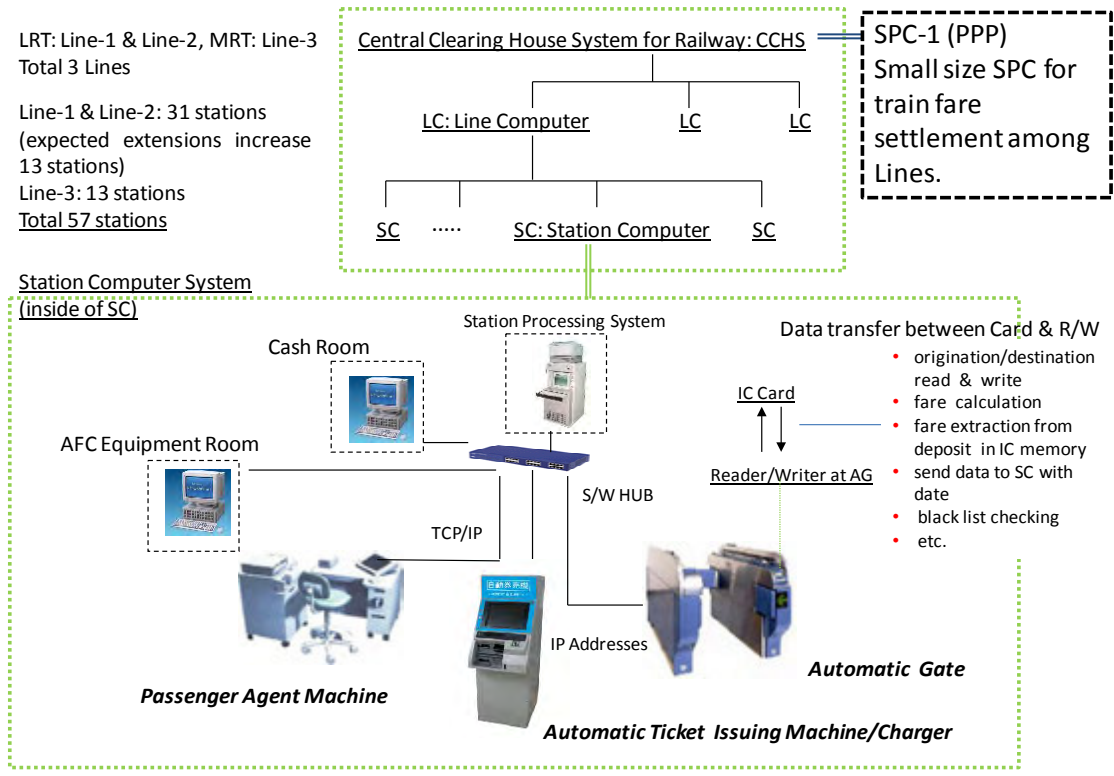 LRT: Line-1 & Line-2, MRT: Line-3
Total 3 Lines
Line-1 & Line-2: 31 stations
(expected extensions increase
13 stations)
Line-3: 13 stations
Total 57 stations
Central Clearing House System for Railway: CCHS
LC: Line Computer
LC
LC
SC
.....
SC: Station Computer
SC
SPC-1 (PPP)
Small size SPC for
train fare
settlement among
Lines.
Station Computer System
(inside of SC)
Station Processing System
Cash Room
AFC Equipment Room
S/W HUB
TCP/IP
IP Addresses
Data transfer between Card & R/W
• origination/destination
read & write
• fare calculation
• fare extraction from
deposit in IC memory
• send data to SC with
date
• black list checking
• etc.
IC Card
Reader/Writer at AG
Passenger Agent Machine
Automatic Ticket Issuing Machine/Charger
Automatic Gate